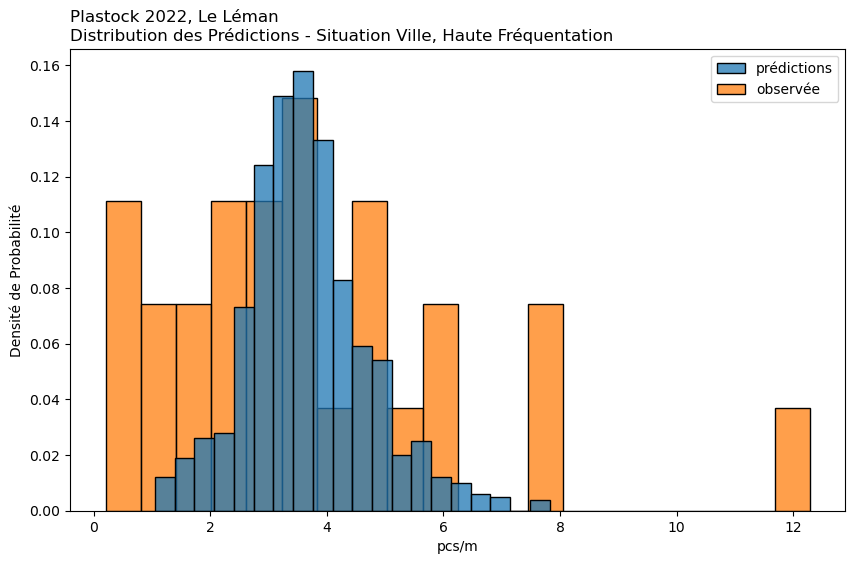 Plastock 2022, Le Léman
Distribution des Prédictions - Situation Ville, Haute Fréquentation
prédictions
observée
Densité de Probabilité
0.16
0.14
0.12
0.10
0.08
0.06
0.04
0.02
0.00
0 2 4 6 8 10 12
pcs/m